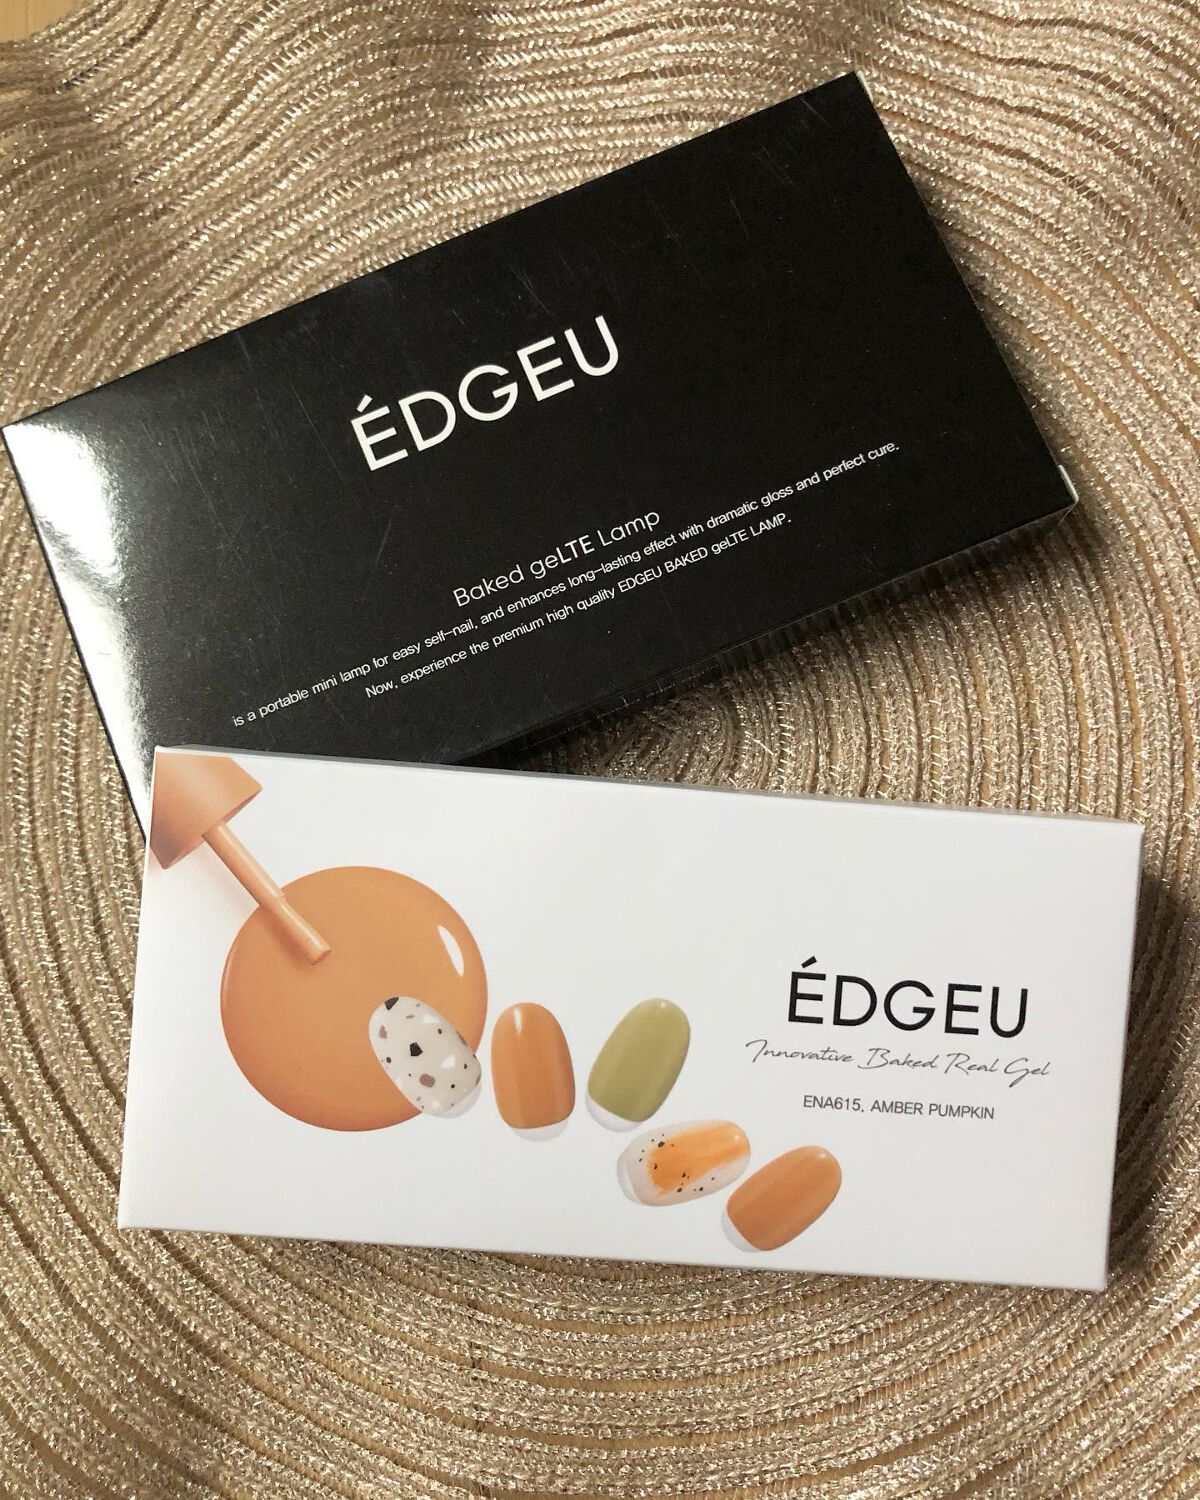 ÉDGEU
Baked geLTE Lamp
is a portable mini lamp for easy self-nail, and enhances long-lasting effect with dramatic gloss and perfect cure.
Now, experience the premium high quality EDGEU BAKED geLTE LAMP.
ÉDGEU
Innovative Baked Real Gel
ENA615. AMBER PUMPKIN